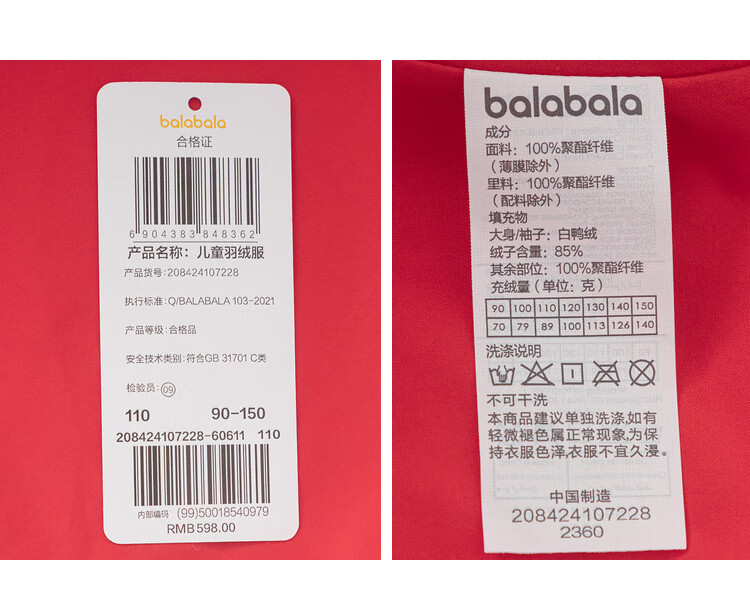 balabala
合格证
6 904383 848362
产品名称：儿童羽绒服
产品货号：208424107228
执行标准：Q/BALABALA 103-2021
产品等级：合格品
安全技术类别：符合GB 31701 C类
检验员：09
110 90-150
208424107228-60611 110
内部编码 (99)50018540979
RMB598.00
balabala
成分
面料：100%聚酯纤维
（薄膜除外）
里料：100%聚酯纤维
（配料除外）
填充物
大身/袖子：白鸭绒
绒子含量：85%
其余部位：100%聚酯纤维
充绒量（单位：克）
90 100 110 120 130 140 150
70 79 89 100 113 126 140
洗涤说明
不可干洗
本商品建议单独洗涤,如有
轻微褪色属正常现象,为保
持衣服色泽,衣服不宜久浸。
中国制造
208424107228
2360